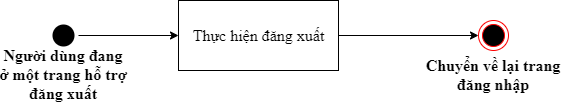 Người dùng đang
ở một trang hỗ trợ
đăng xuất
Thực hiện đăng xuất
Chuyển về lại trang
đăng nhập